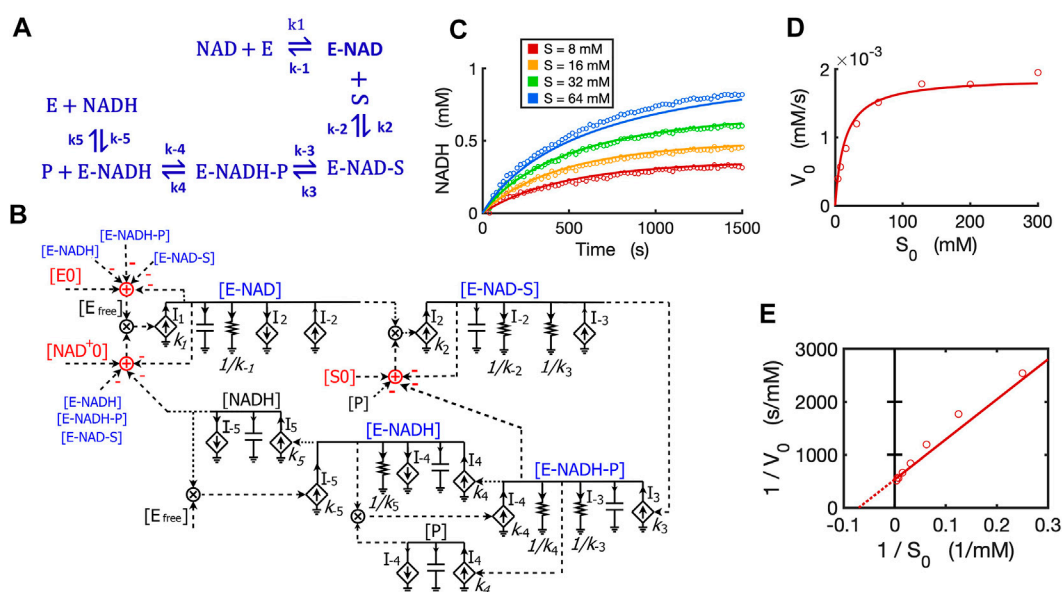 A
k1
NAD + E ⇌ E-NAD
k-1
+
S
k-2 ⇌ k2
E + NADH
k5 ⇌ k-5
k-4
k-3
P + E-NADH ⇌ E-NADH-P ⇌ E-NAD-S
k4
k3
C
S = 8 mM
S = 16 mM
S = 32 mM
S = 64 mM
NADH (mM)
1
0.5
0
0
500
1000
1500
Time (s)
D
×10⁻³
2
1
0
V0 (mM/s)
0
100
200
300
S0 (mM)
B
[E-NADH-P]
[E-NADH]
[E-NAD-S]
[E0]
[E free]
[NAD+0]
[E-NADH]
[E-NADH-P]
[E-NAD-S]
[E-NAD]
I1
k1
1/k-1
I2
I-2
[E-NAD-S]
I2
k2
I-2
1/k-2
1/k3
I-3
[S0]
[P]
[NADH]
I-5
I5
k5
[E free]
[E-NADH]
I-5
k-5
1/k5
I-4
I4
k4
[E-NADH-P]
I-4
k-4
1/k4
I-3
1/k-3
I3
k3
[P]
I-4
I4
k4
E
3000
2000
1000
0
1 / V0 (s/mM)
-0.1
0
0.1
0.2
0.3
1 / S0 (1/mM)